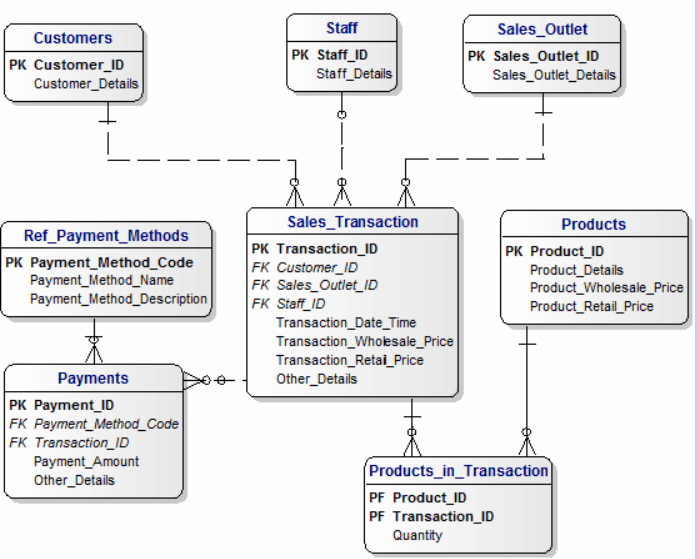 Customers
PK Customer_ID
Customer_Details
Staff
PK Staff_ID
Staff_Details
Sales_Outlet
PK Sales_Outlet_ID
Sales_Outlet_Details
Ref_Payment_Methods
PK Payment_Method_Code
Payment_Method_Name
Payment_Method_Description
Sales_Transaction
PK Transaction_ID
FK Customer_ID
FK Sales_Outlet_ID
FK Staff_ID
Transaction_Date_Time
Transaction_Wholesale_Price
Transaction_Retail_Price
Other_Details
Products
PK Product_ID
Product_Details
Product_Wholesale_Price
Product_Retail_Price
Payments
PK Payment_ID
FK Payment_Method_Code
FK Transaction_ID
Payment_Amount
Other_Details
Products_in_Transaction
PF Product_ID
PF Transaction_ID
Quantity